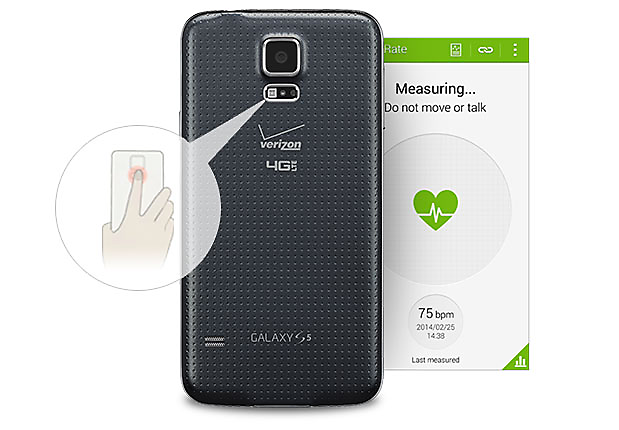 verizon
4G LTE
GALAXY S5
Rate
Measuring...
Do not move or talk
75 bpm
2014/02/25
14:38
Last measured